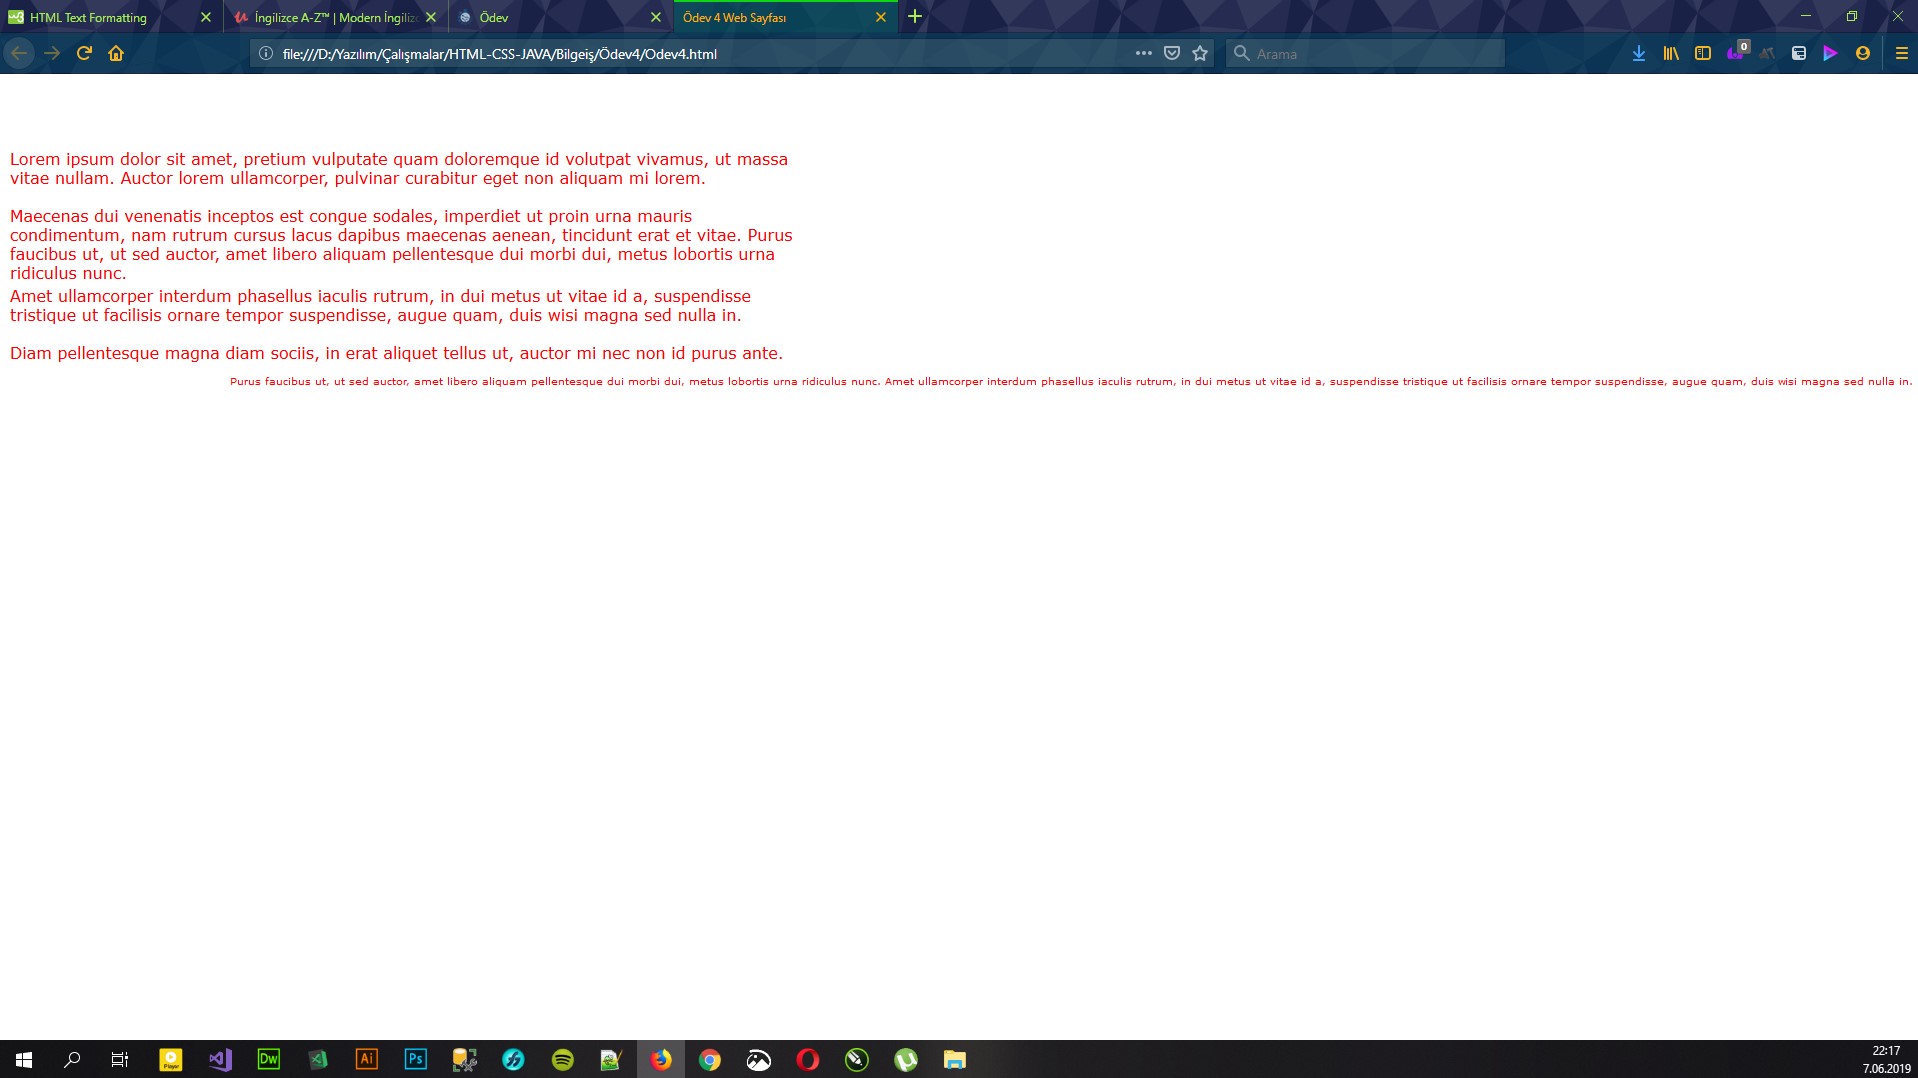 HTML Text Formatting
İngilizce A-Z™ | Modern İngiliz
Ödev
Ödev 4 Web Sayfası
file:///D:/Yazılım/Çalışmalar/HTML-CSS-JAVA/Bilgeiş/Ödev4/Odev4.html
Arama
0
Lorem ipsum dolor sit amet, pretium vulputate quam doloremque id volutpat vivamus, ut massa
vitae nullam. Auctor lorem ullamcorper, pulvinar curabitur eget non aliquam mi lorem.
Maecenas dui venenatis inceptos est congue sodales, imperdiet ut proin urna mauris
condimentum, nam rutrum cursus lacus dapibus maecenas aenean, tincidunt erat et vitae. Purus
faucibus ut, ut sed auctor, amet libero aliquam pellentesque dui morbi dui, metus lobortis urna
ridiculus nunc.
Amet ullamcorper interdum phasellus iaculis rutrum, in dui metus ut vitae id a, suspendisse
tristique ut facilisis ornare tempor suspendisse, augue quam, duis wisi magna sed nulla in.
Diam pellentesque magna diam sociis, in erat aliquet tellus ut, auctor mi nec non id purus ante.
Purus faucibus ut, ut sed auctor, amet libero aliquam pellentesque dui morbi dui, metus lobortis urna ridiculus nunc. Amet ullamcorper interdum phasellus iaculis rutrum, in dui metus ut vitae id a, suspendisse tristique ut facilisis ornare tempor suspendisse, augue quam, duis wisi magna sed nulla in.
Player
Dw
Ai
Ps
22:17
7.06.2019